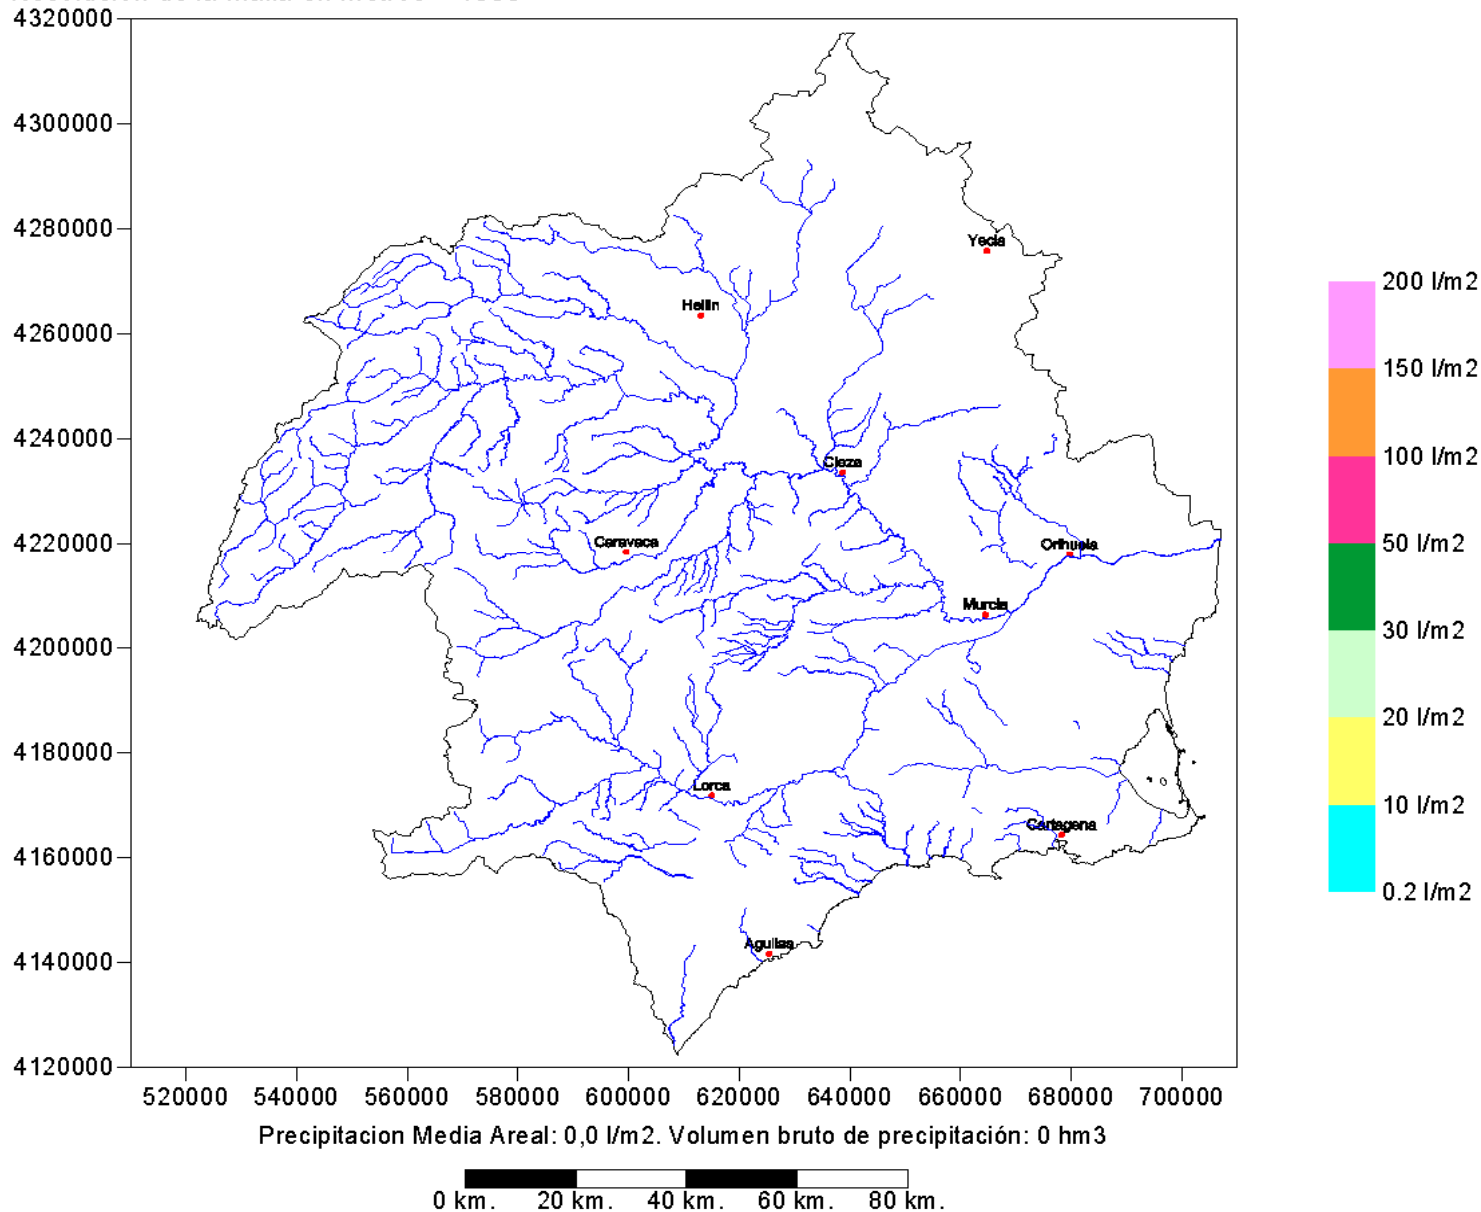 4320000
4300000
4280000
4260000
4240000
4220000
4200000
4180000
4160000
4140000
4120000
520000 540000 560000 580000 600000 620000 640000 660000 680000 700000
Yecla
Hellin
Cieza
Caravaca
Orihuela
Murcia
Lorca
Cartagena
Aguilas
200 l/m2
150 l/m2
100 l/m2
50 l/m2
30 l/m2
20 l/m2
10 l/m2
0.2 l/m2
Precipitacion Media Areal: 0,0 l/m2. Volumen bruto de precipitación: 0 hm3
0 km. 20 km. 40 km. 60 km. 80 km.